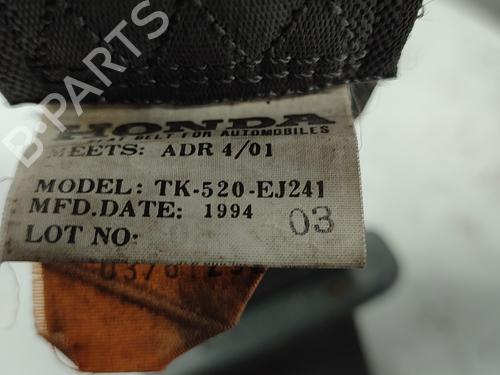 HONDA
BELT FOR AUTOMOBILES
MEETS: ADR 4/01
MODEL: TK-520-EJ241
MFD.DATE: 1994
03
LOT NO:
B-PARTS